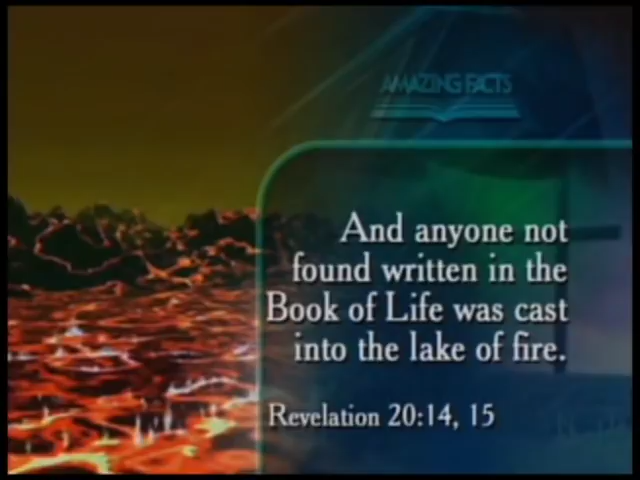 AMAZING FACTS
And anyone not
found written in the
Book of Life was cast
into the lake of fire.
Revelation 20:14, 15